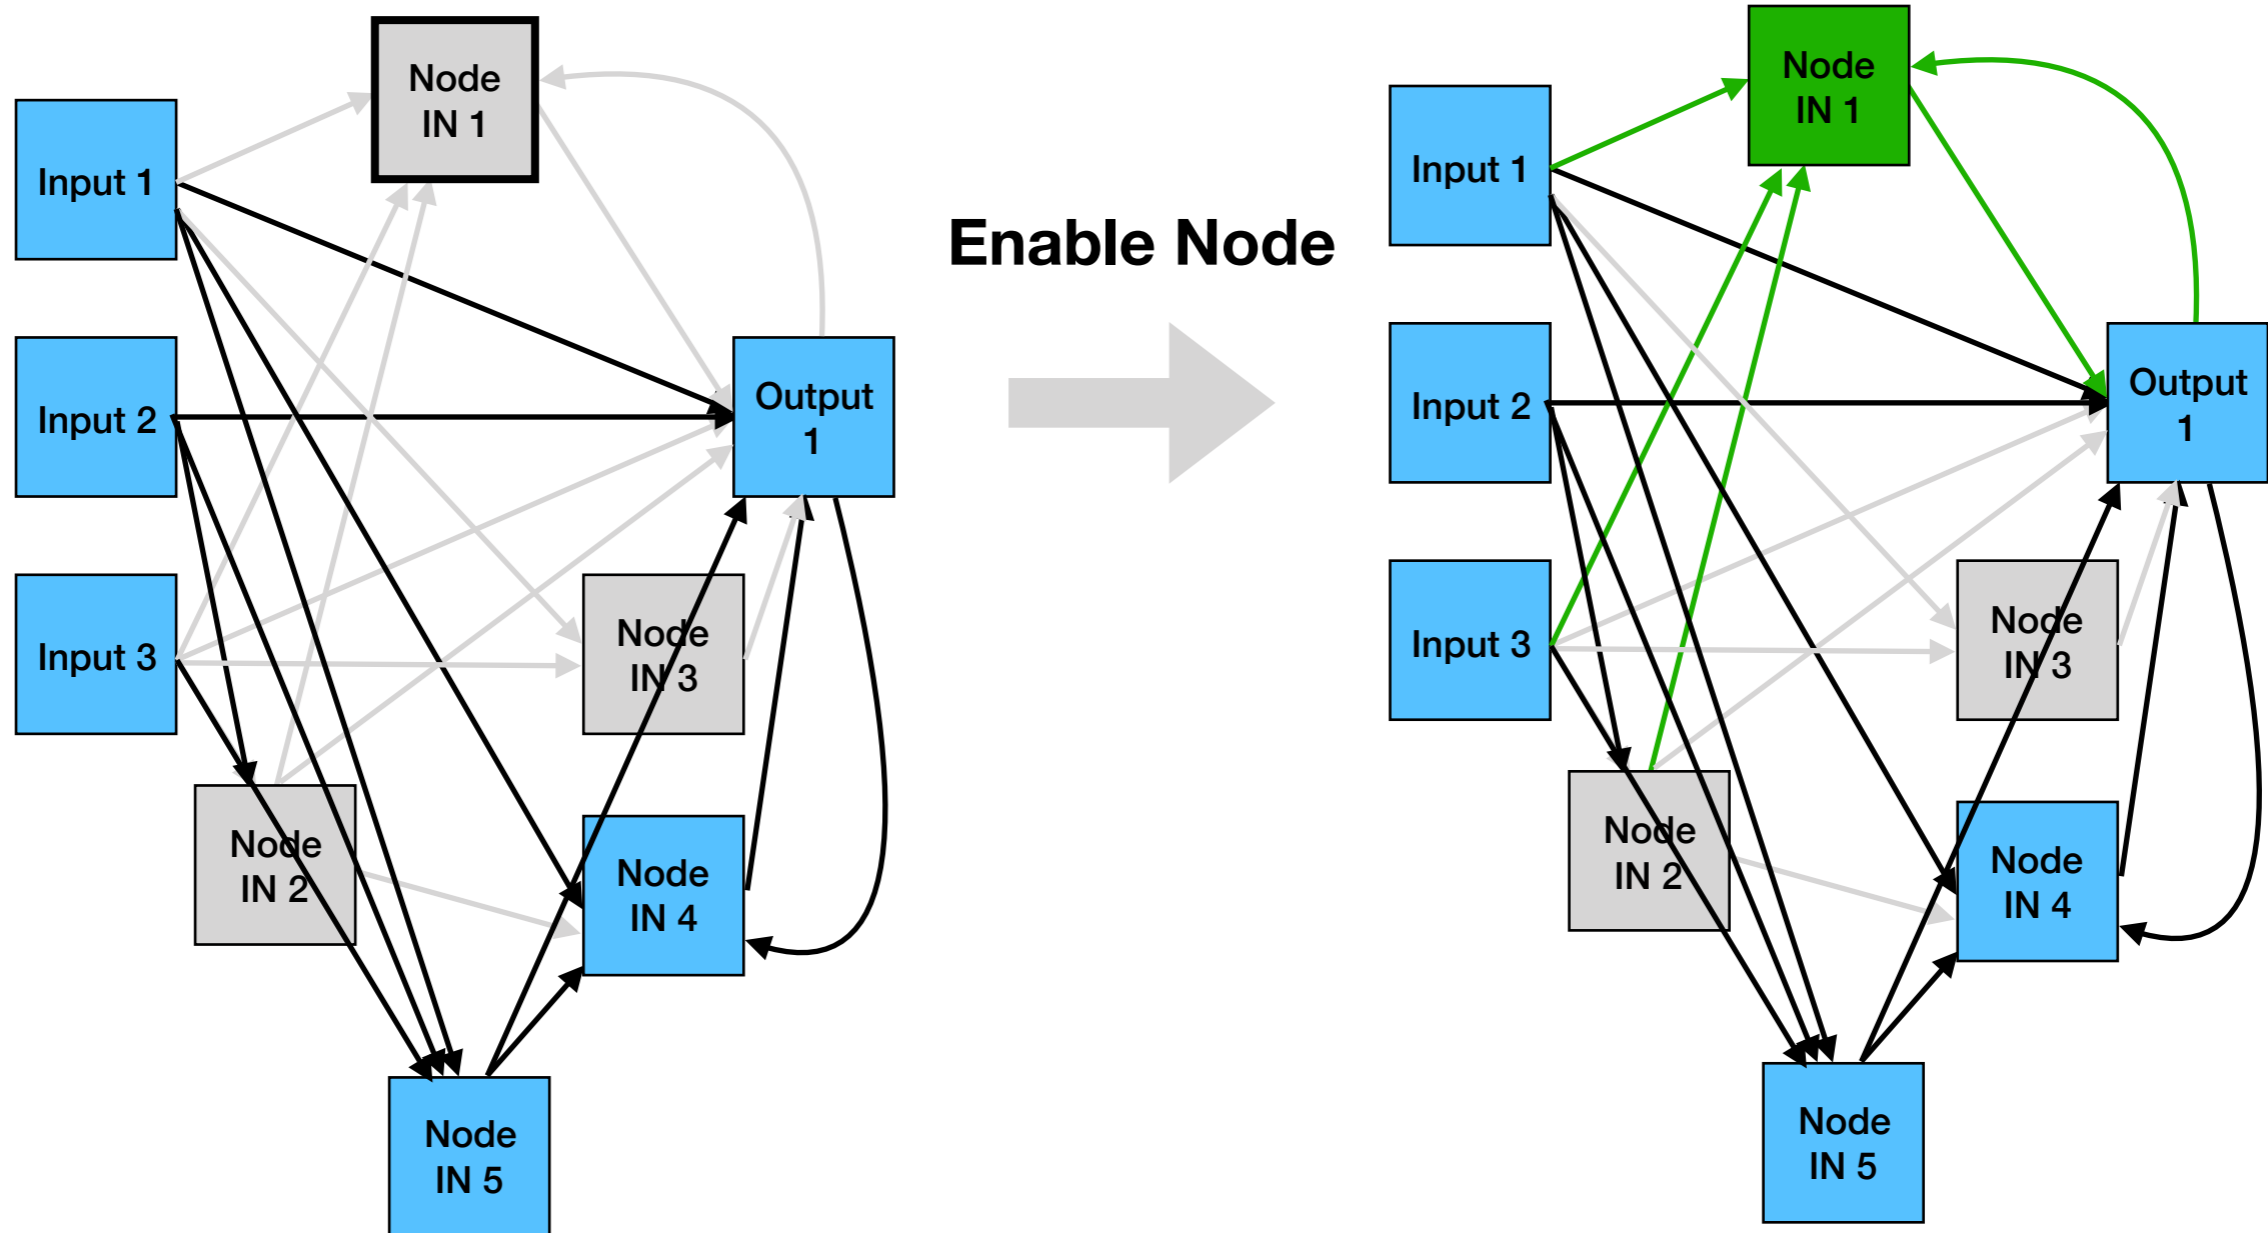 Node
IN 1
Input 1
Input 2
Output
1
Input 3
Node
IN 3
Node
IN 2
Node
IN 4
Node
IN 5
Enable Node
Node
IN 1
Input 1
Input 2
Output
1
Input 3
Node
IN 3
Node
IN 2
Node
IN 4
Node
IN 5